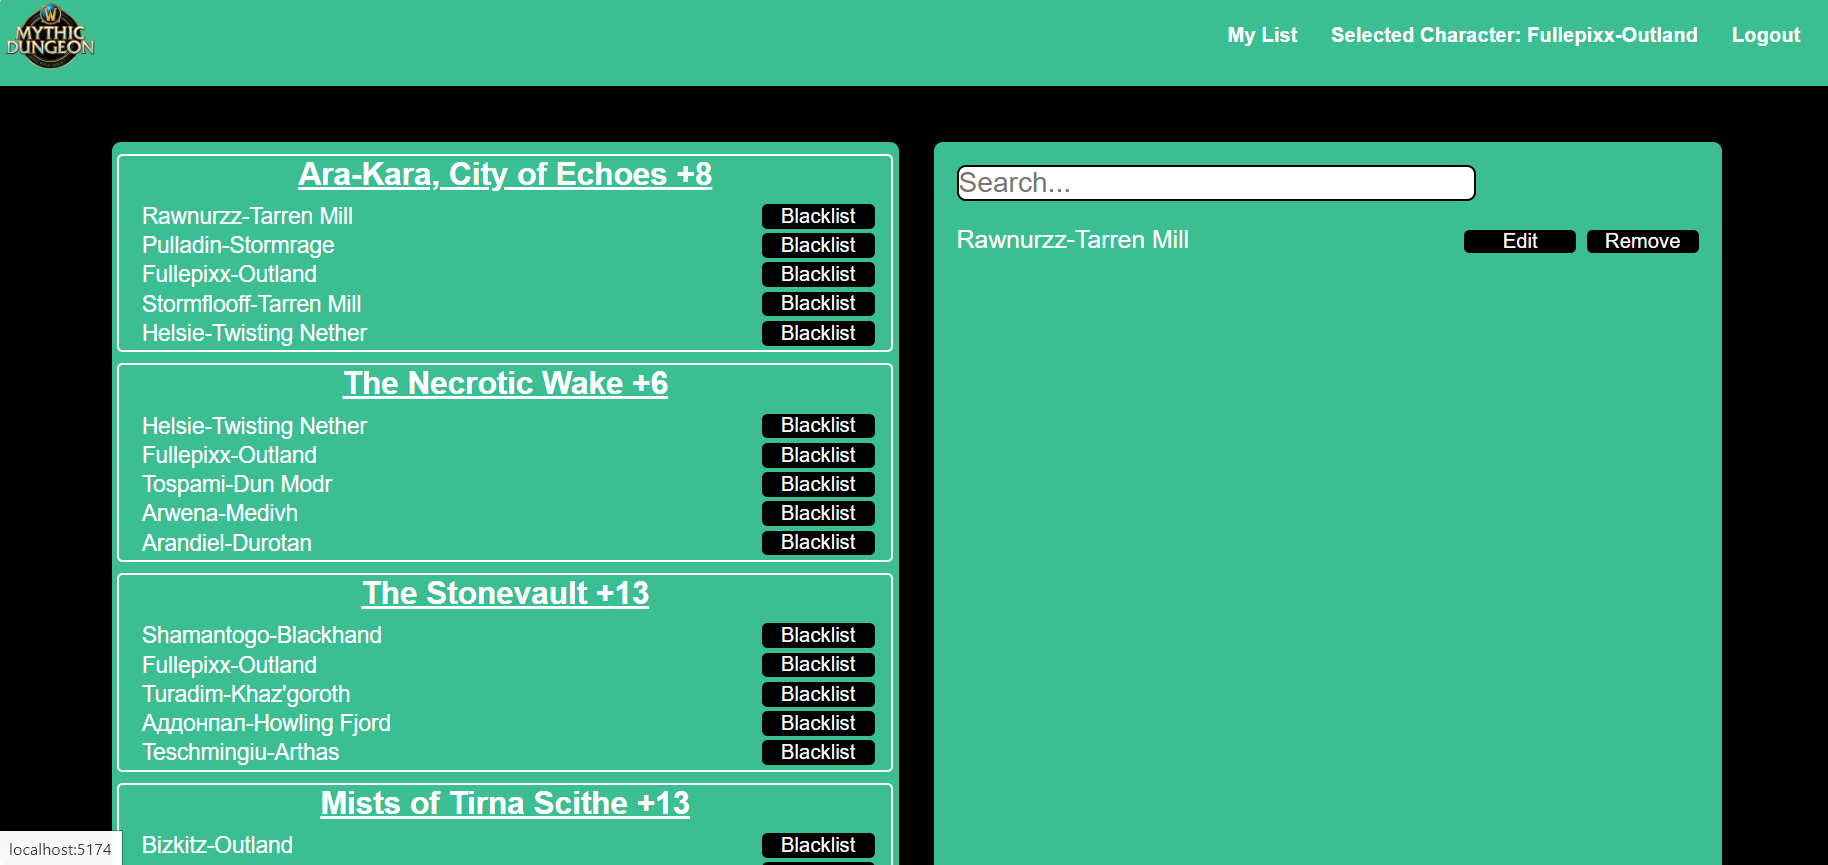 W
MYTHIC
DUNGEON
My List
Selected Character: Fullepixx-Outland
Logout
Ara-Kara, City of Echoes +8
Rawnurzz-Tarren Mill Blacklist
Pulladin-Stormrage Blacklist
Fullepixx-Outland Blacklist
Stormflooff-Tarren Mill Blacklist
Helsie-Twisting Nether Blacklist
The Necrotic Wake +6
Helsie-Twisting Nether Blacklist
Fullepixx-Outland Blacklist
Tospami-Dun Modr Blacklist
Arwena-Medivh Blacklist
Arandiel-Durotan Blacklist
The Stonevault +13
Shamantogo-Blackhand Blacklist
Fullepixx-Outland Blacklist
Turadim-Khaz'goroth Blacklist
Аддонпал-Howling Fjord Blacklist
Teschmingiu-Arthas Blacklist
Mists of Tirna Scithe +13
Bizkitz-Outland Blacklist
Search...
Rawnurzz-Tarren Mill Edit Remove
localhost:5174